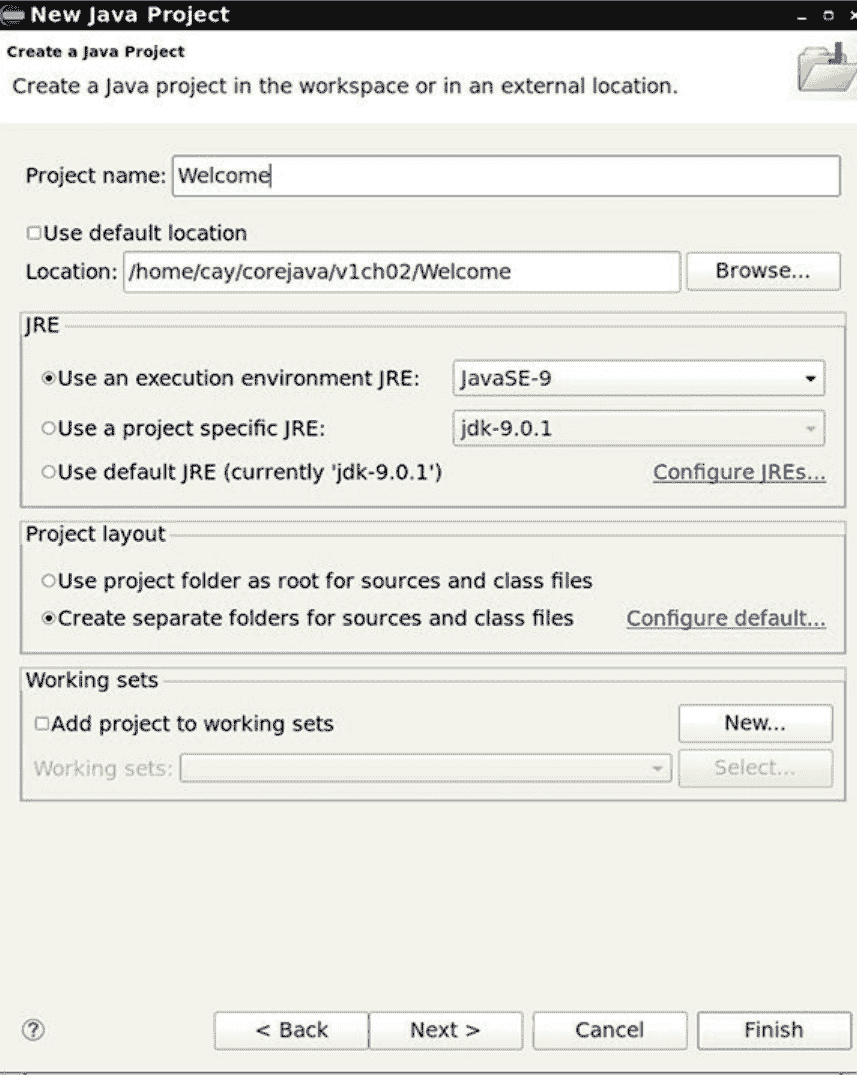 New Java Project
Create a Java Project
Create a Java project in the workspace or in an external location.
Project name: Welcome
Use default location
Location: /home/cay/corejava/v1ch02/Welcome Browse...
JRE
Use an execution environment JRE: JavaSE-9
Use a project specific JRE: jdk-9.0.1
Use default JRE (currently 'jdk-9.0.1') Configure JREs...
Project layout
Use project folder as root for sources and class files
Create separate folders for sources and class files Configure default...
Working sets
Add project to working sets New...
Working sets: Select...
? < Back Next > Cancel Finish